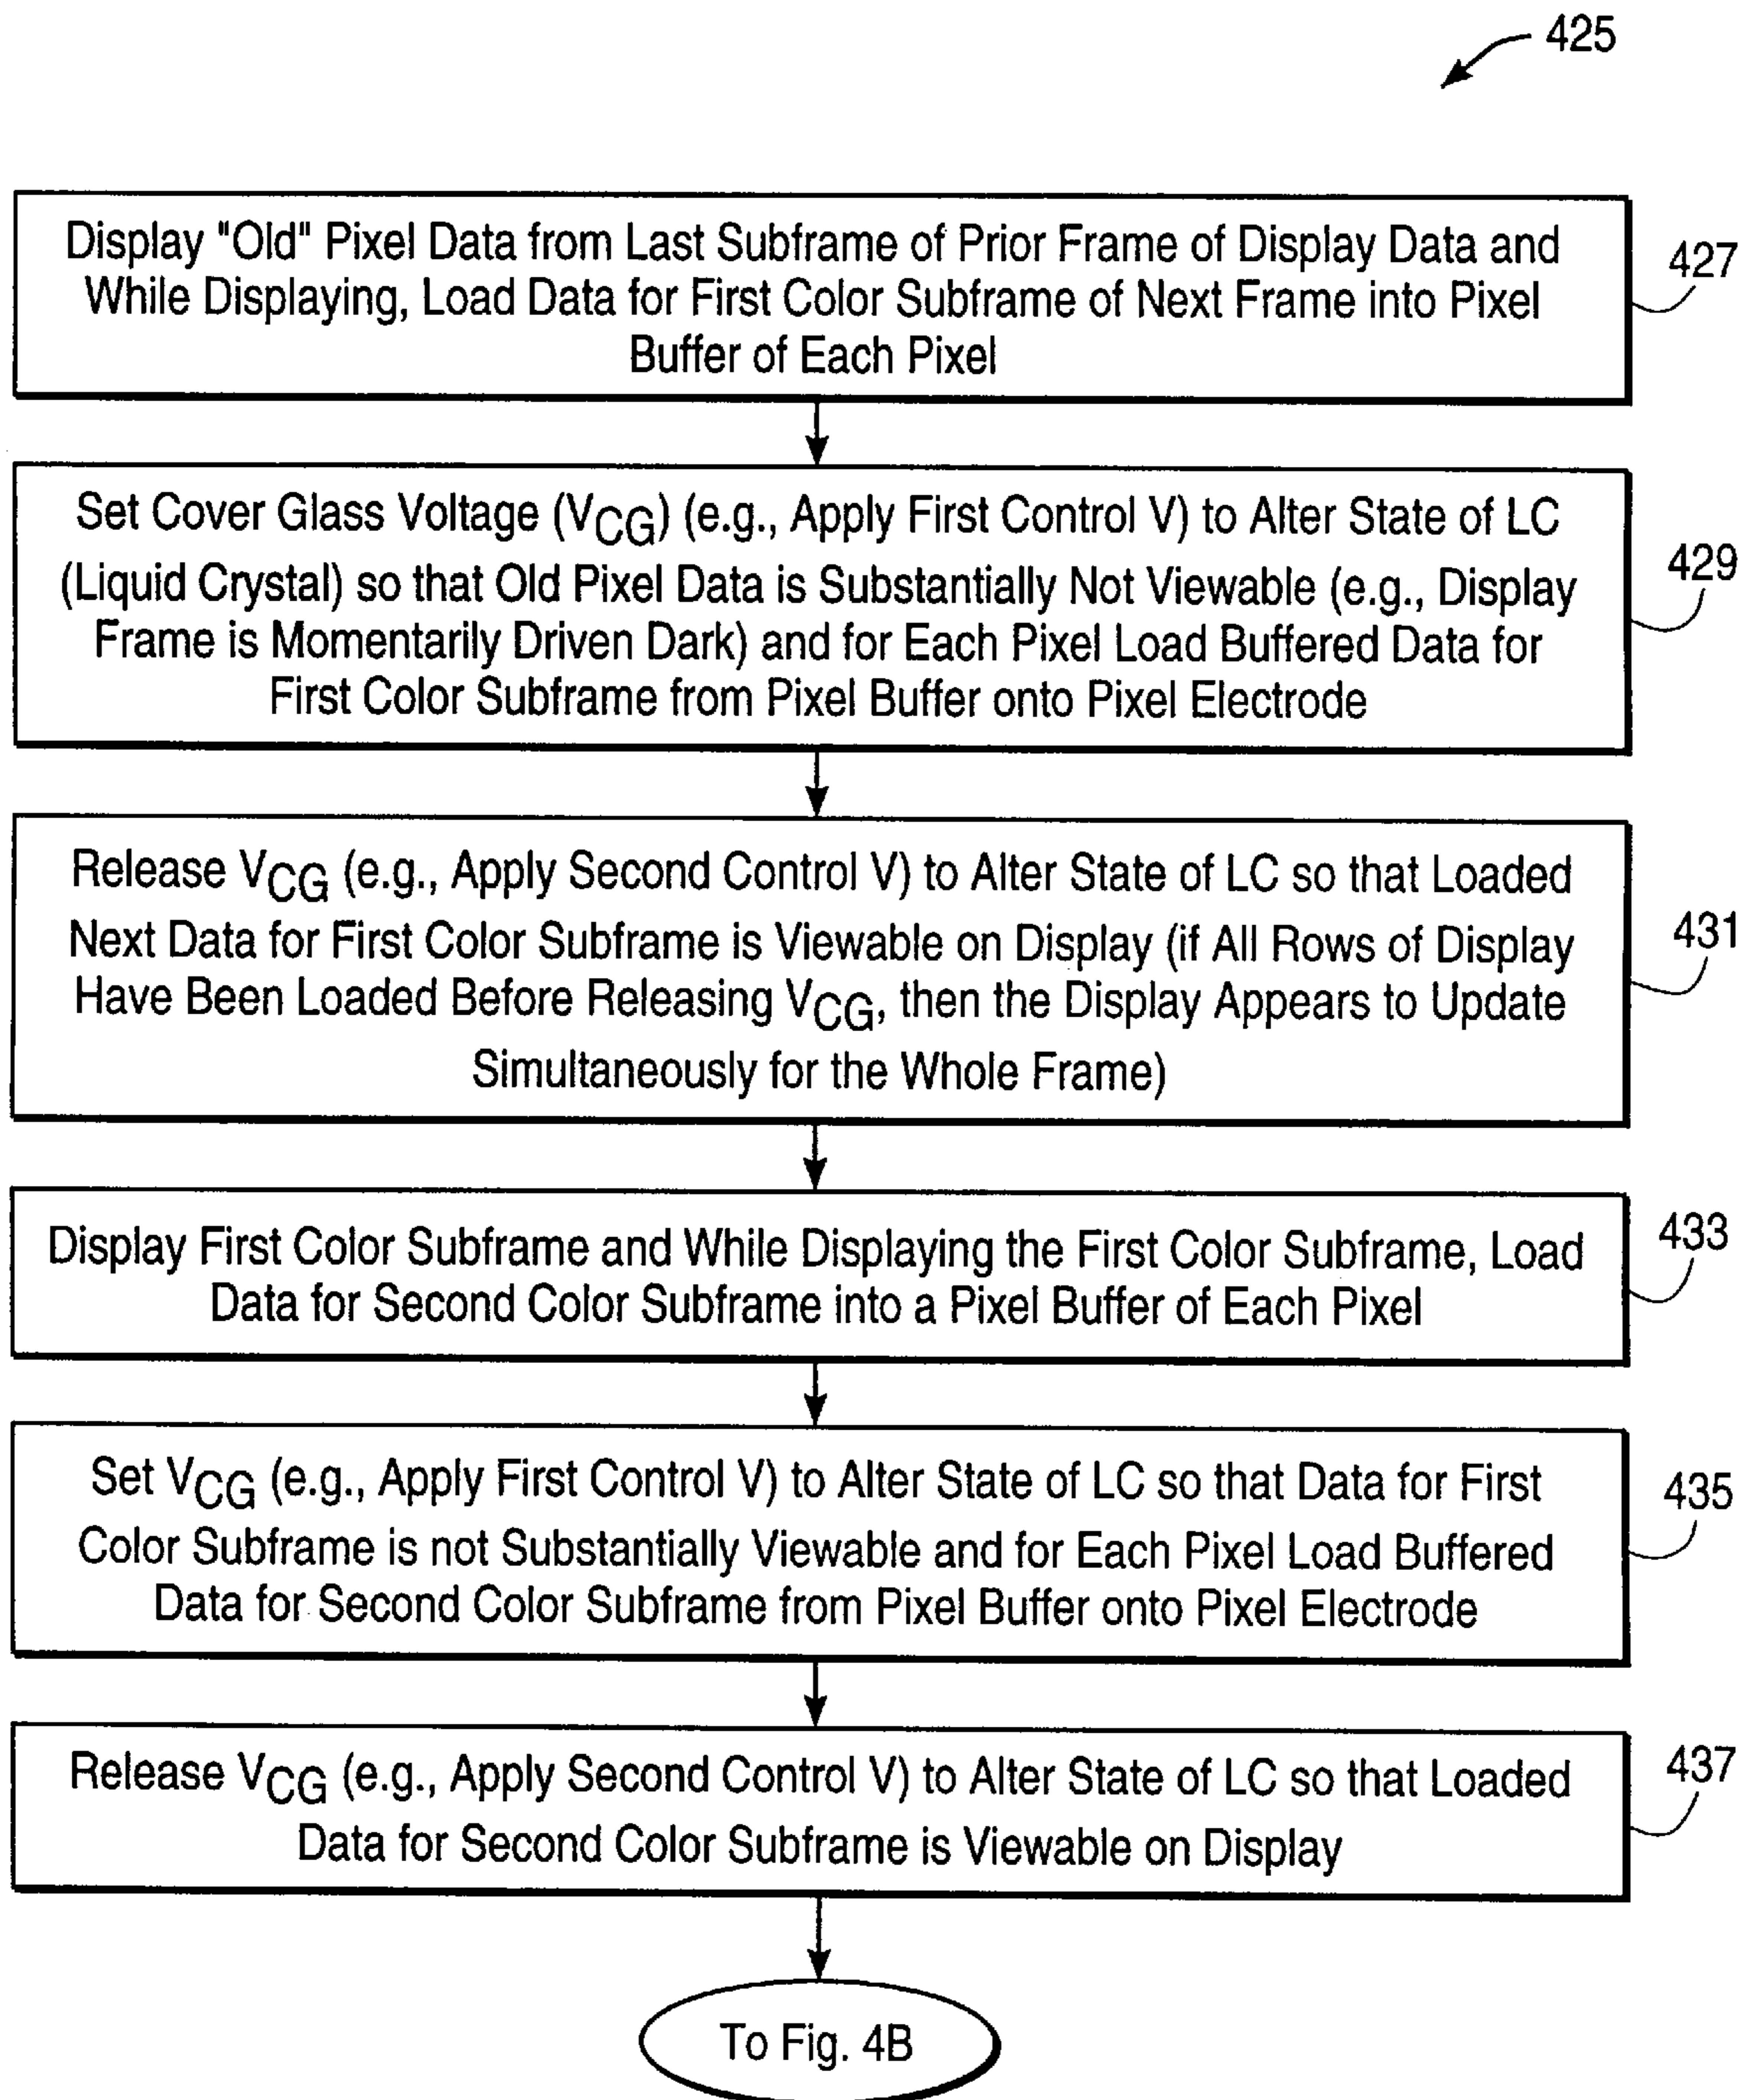 425
Display "Old" Pixel Data from Last Subframe of Prior Frame of Display Data and
While Displaying, Load Data for First Color Subframe of Next Frame into Pixel
Buffer of Each Pixel
427
Set Cover Glass Voltage (VCG) (e.g., Apply First Control V) to Alter State of LC
(Liquid Crystal) so that Old Pixel Data is Substantially Not Viewable (e.g., Display
Frame is Momentarily Driven Dark) and for Each Pixel Load Buffered Data for
First Color Subframe from Pixel Buffer onto Pixel Electrode
429
Release VCG (e.g., Apply Second Control V) to Alter State of LC so that Loaded
Next Data for First Color Subframe is Viewable on Display (if All Rows of Display
Have Been Loaded Before Releasing VCG, then the Display Appears to Update
Simultaneously for the Whole Frame)
431
Display First Color Subframe and While Displaying the First Color Subframe, Load
Data for Second Color Subframe into a Pixel Buffer of Each Pixel
433
Set VCG (e.g., Apply First Control V) to Alter State of LC so that Data for First
Color Subframe is not Substantially Viewable and for Each Pixel Load Buffered
Data for Second Color Subframe from Pixel Buffer onto Pixel Electrode
435
Release VCG (e.g., Apply Second Control V) to Alter State of LC so that Loaded
Data for Second Color Subframe is Viewable on Display
437
To Fig. 4B